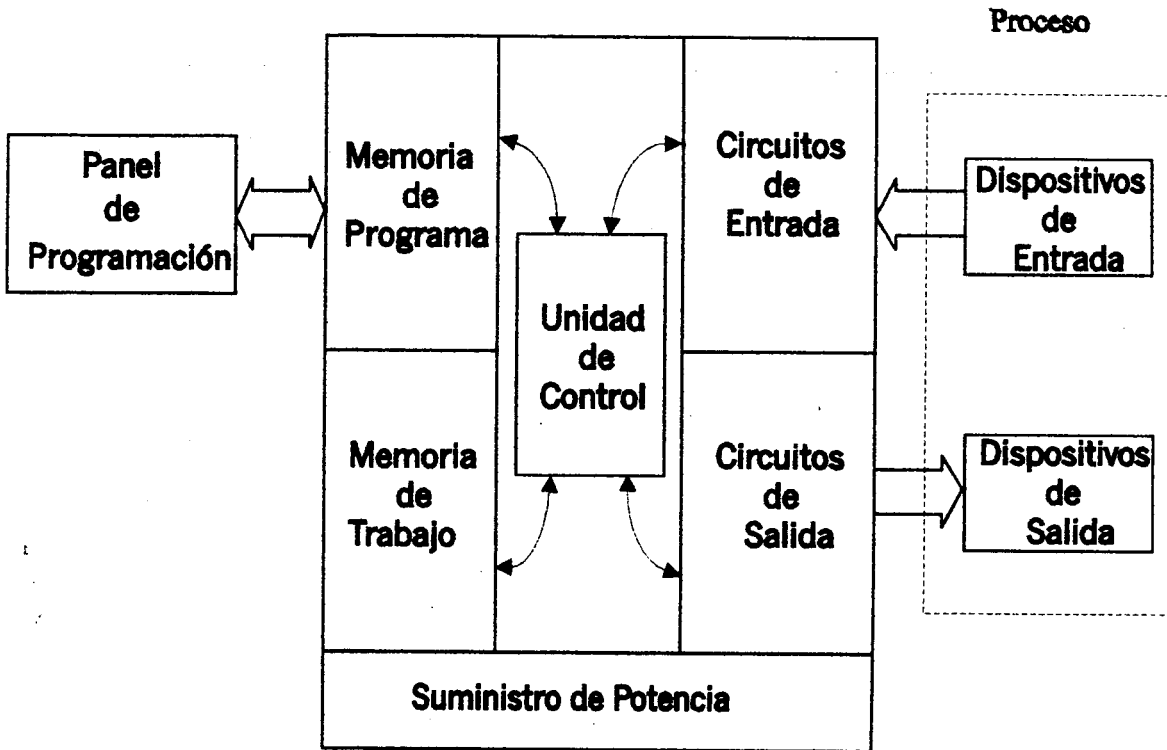 Proceso
Panel
de
Programación
Memoria
de
Programa
Circuitos
de
Entrada
Dispositivos
de
Entrada
Unidad
de
Control
Memoria
de
Trabajo
Circuitos
de
Salida
Dispositivos
de
Salida
Suministro de Potencia